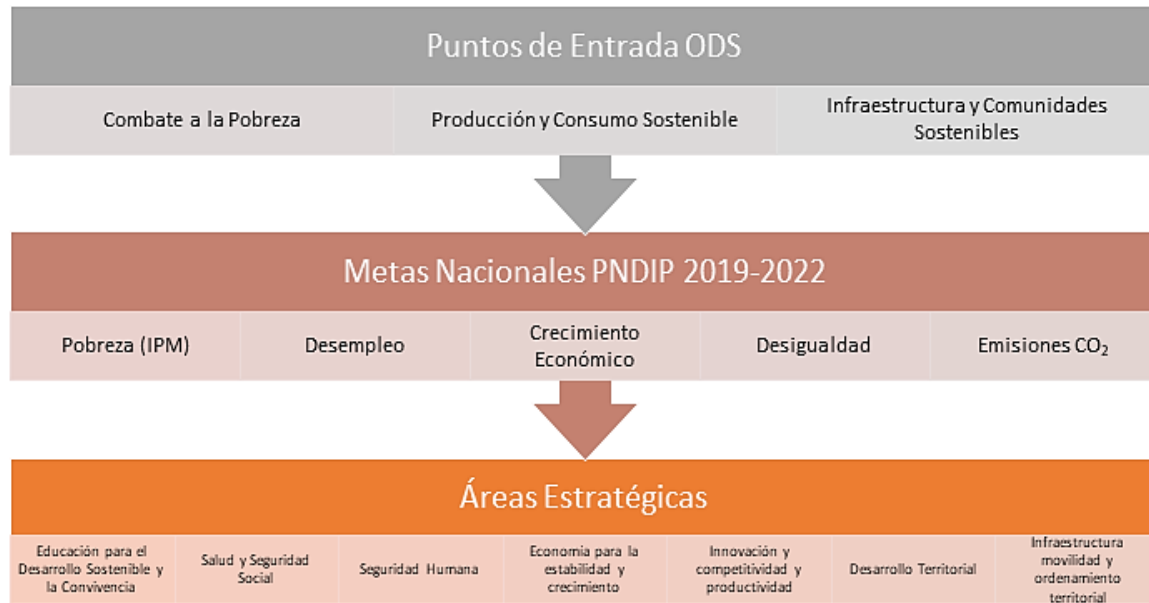 Puntos de Entrada ODS
Combate a la Pobreza
Producción y Consumo Sostenible
Infraestructura y Comunidades
Sostenibles
Metas Nacionales PNDIP 2019-2022
Pobreza (IPM)
Desempleo
Crecimiento
Económico
Desigualdad
Emisiones CO₂
Áreas Estratégicas
Educación para el
Desarrollo Sostenible y
la Convivencia
Salud y Seguridad
Social
Seguridad Humana
Economía para la
estabilidad y
crecimiento
Innovación y
competitividad y
productividad
Desarrollo Territorial
Infraestructura
movilidad y
ordenamiento
territorial